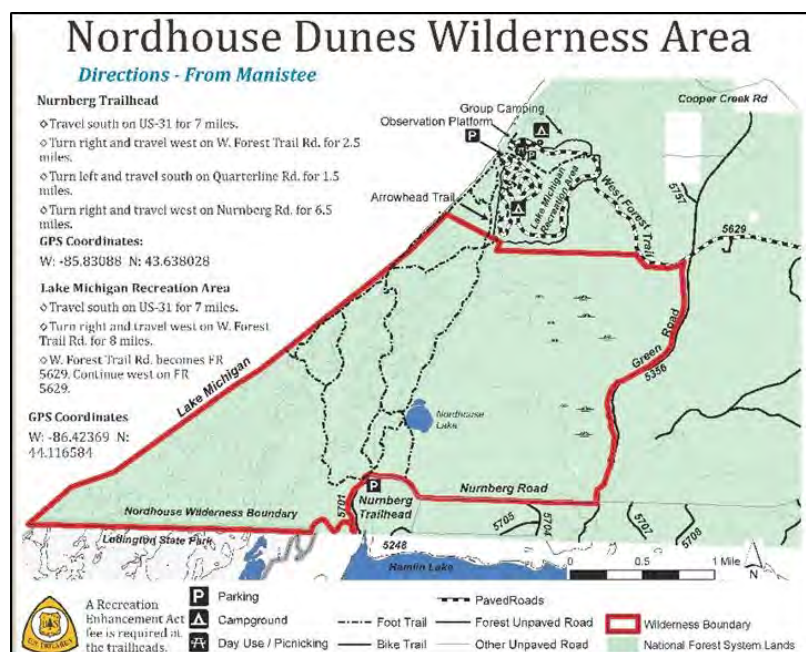 Nordhouse Dunes Wilderness Area
Directions - From Manistee
Nurnberg Trailhead
◇Travel south on US-31 for 7 miles.
◇Turn right and travel west on W. Forest Trail Rd. for 2.5
miles.
◇Turn left and travel south on Quarterline Rd. for 1.5
miles.
◇Turn right and travel west on Nurnberg Rd. for 6.5
miles.
GPS Coordinates:
W: -85.83088 N: 43.638028
Lake Michigan Recreation Area
◇Travel south on US-31 for 7 miles.
◇Turn right and travel west on W. Forest
Trail Rd. for 8 miles.
◇W. Forest Trail Rd. becomes FR
5629. Continue west on FR
5629.
GPS Coordinates
W: -86.42369 N:
44.116584
Group Camping
Observation Platform
P
P
Cooper Creek Rd
Arrowhead Trail
Lake Michigan
Recreation Area
West Forest Trail
5757
5629
Lake Michigan
Green Road
5356
Nordhouse
Lake
P
Nurnberg
Trailhead
Nurnberg Road
5701
Nordhouse Wilderness Boundary
Ludington State Park
5248
Hamlin Lake
5705
5704
5707
5708
0 0.5 1 Mile
N
A Recreation
Enhancement Act
fee is required at
the trailheads.
P Parking
Campground
Day Use / Picnicking
Foot Trail
Bike Trail
PavedRoads
Forest Unpaved Road
Other Unpaved Road
Wilderness Boundary
National Forest System Lands